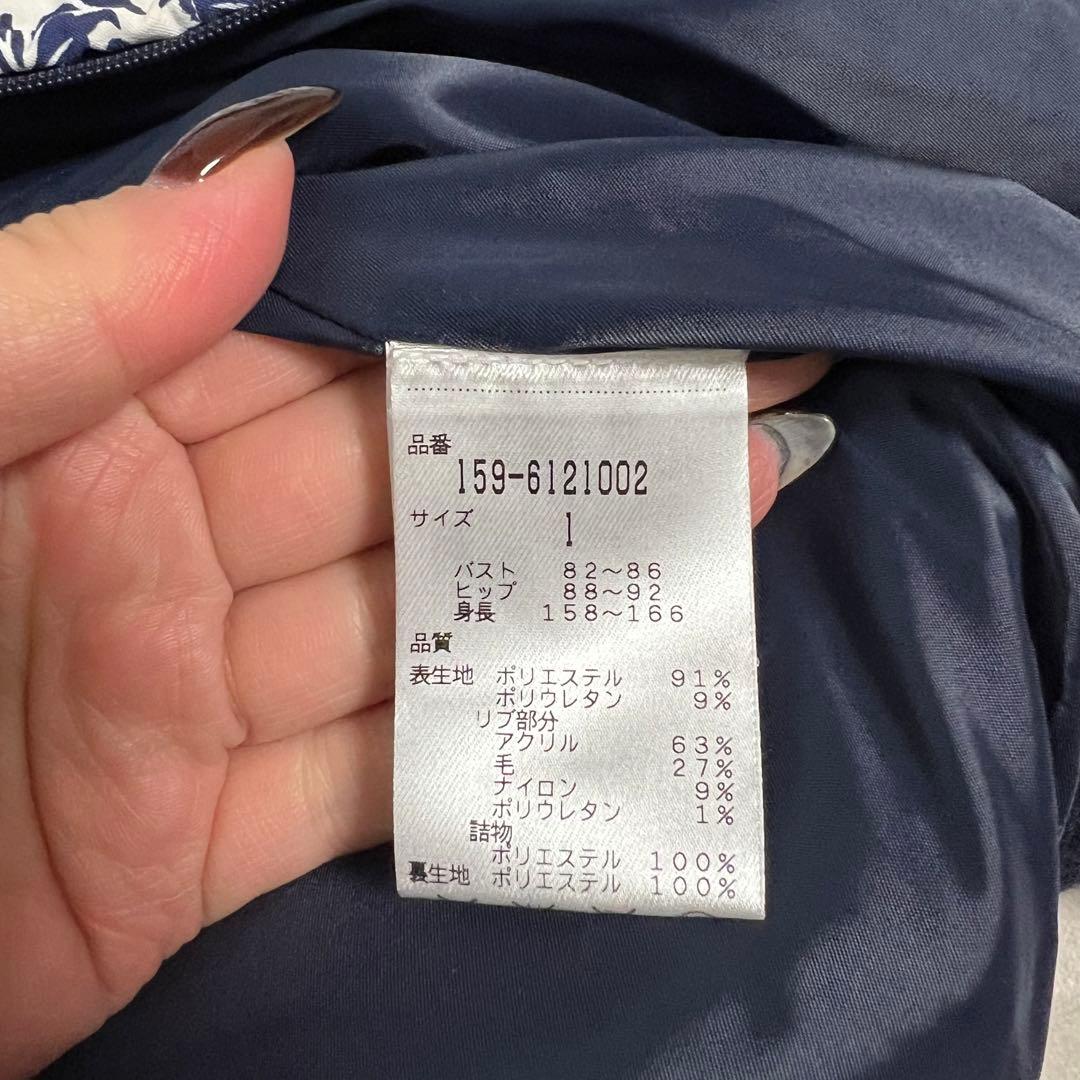 品番
159-6121002
サイズ 1
バスト 82～86
ヒップ 88～92
身長 158～166
品質
表生地 ポリエステル 91%
ポリウレタン 9%
リブ部分
アクリル 63%
毛 27%
ナイロン 9%
ポリウレタン 1%
詰物
ポリエステル 100%
裏生地 ポリエステル 100%